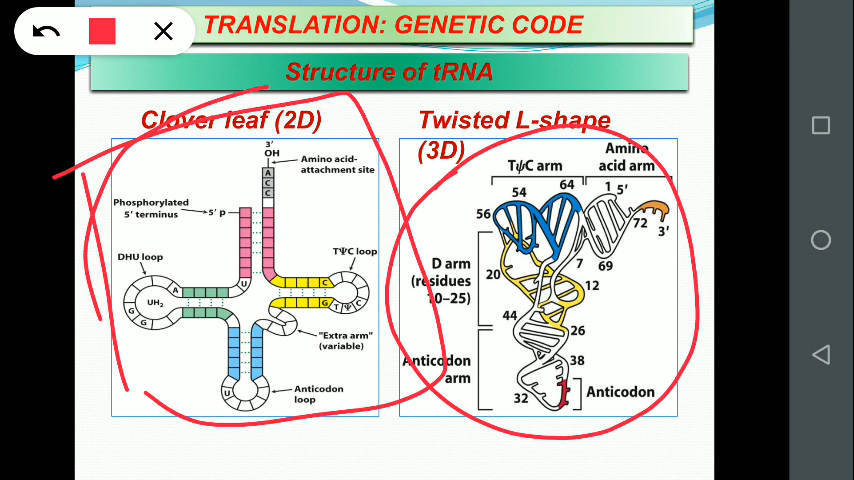 TRANSLATION: GENETIC CODE
Structure of tRNA
Clover leaf (2D)
3′
OH
Amino acid-
attachment site
A
C
C
Phosphorylated
5′ terminus
5′ p
DHU loop
TΨC loop
A
U
C
UH₂
G
G
G
T Ψ C
"Extra arm"
(variable)
Anticodon
loop
U
Twisted L-shape
(3D)
Amino
acid arm
TψC arm
64
1
5′
54
56
72
3′
7
69
D arm
(residues
10–25)
20
12
44
26
Anticodon
arm
38
32
Anticodon